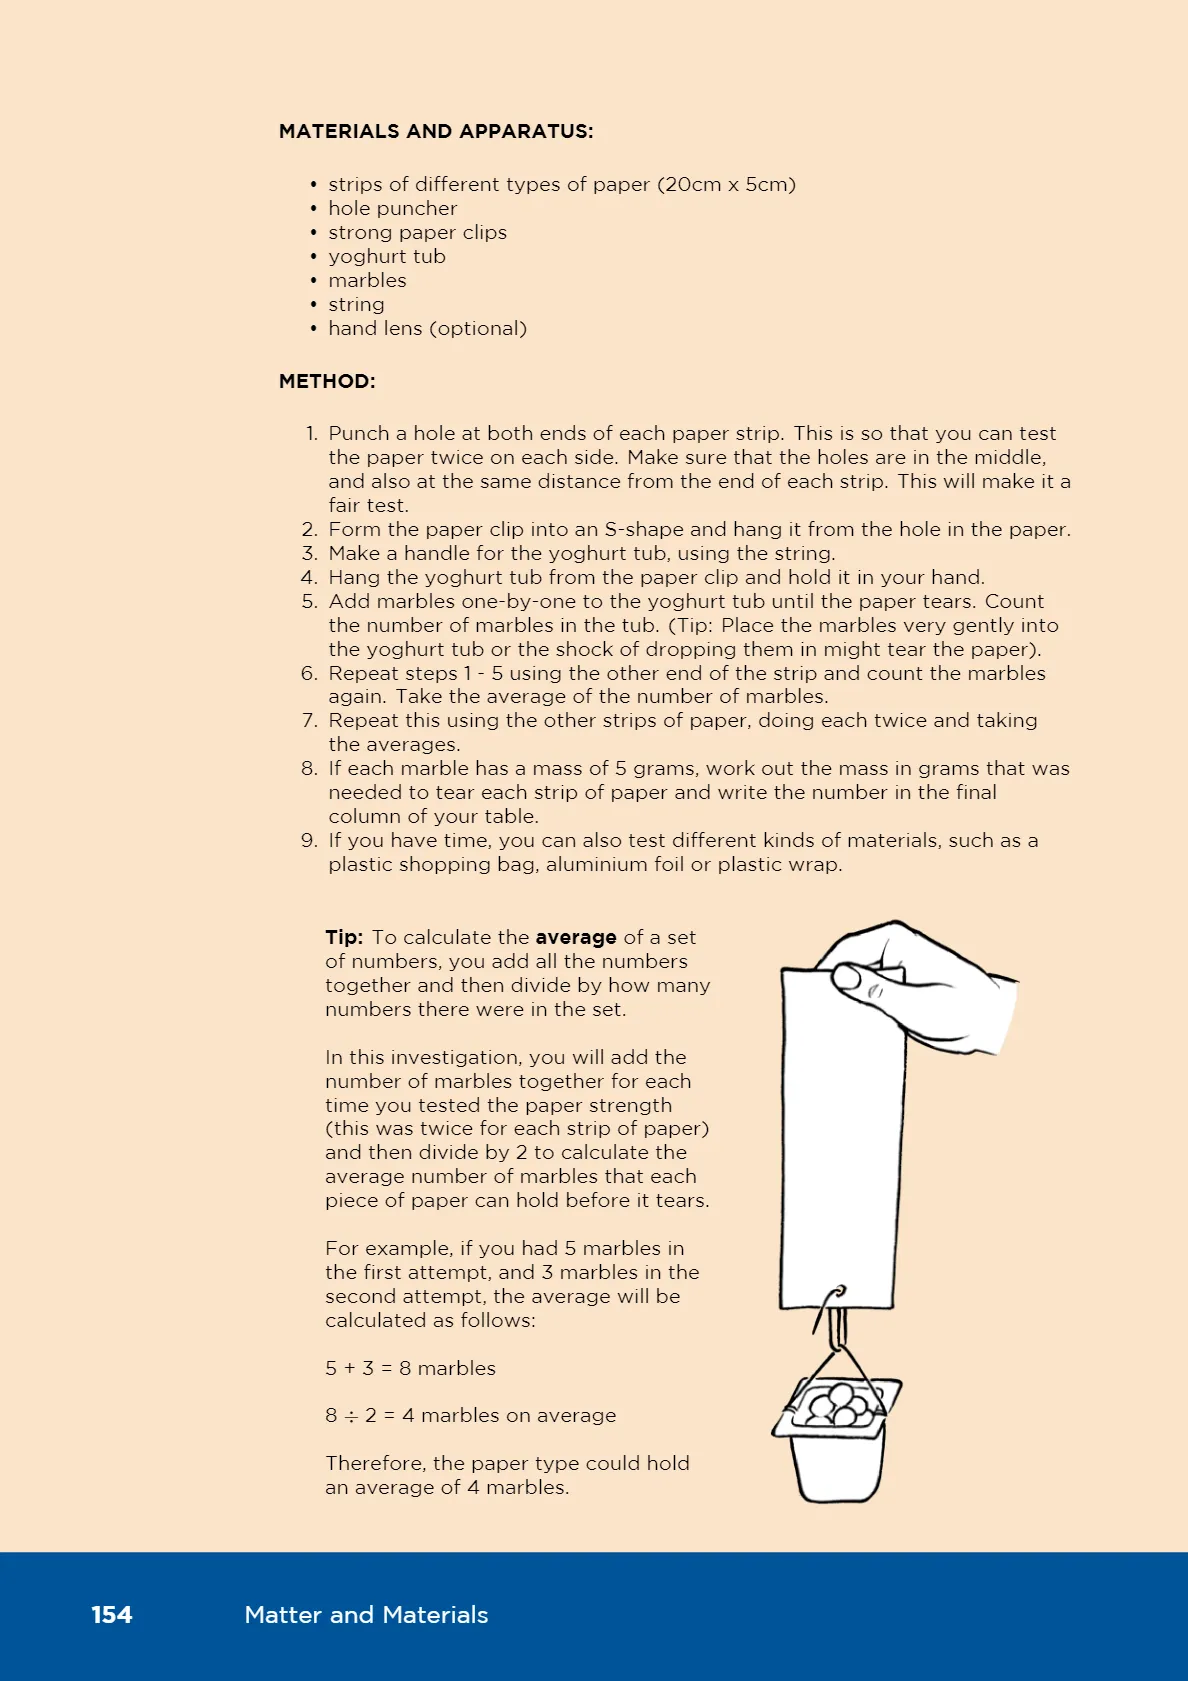 MATERIALS AND APPARATUS:
• strips of different types of paper (20cm x 5cm)
• hole puncher
• strong paper clips
• yoghurt tub
• marbles
• string
• hand lens (optional)
METHOD:
1. Punch a hole at both ends of each paper strip. This is so that you can test
the paper twice on each side. Make sure that the holes are in the middle,
and also at the same distance from the end of each strip. This will make it a
fair test.
2. Form the paper clip into an S-shape and hang it from the hole in the paper.
3. Make a handle for the yoghurt tub, using the string.
4. Hang the yoghurt tub from the paper clip and hold it in your hand.
5. Add marbles one-by-one to the yoghurt tub until the paper tears. Count
the number of marbles in the tub. (Tip: Place the marbles very gently into
the yoghurt tub or the shock of dropping them in might tear the paper).
6. Repeat steps 1 - 5 using the other end of the strip and count the marbles
again. Take the average of the number of marbles.
7. Repeat this using the other strips of paper, doing each twice and taking
the averages.
8. If each marble has a mass of 5 grams, work out the mass in grams that was
needed to tear each strip of paper and write the number in the final
column of your table.
9. If you have time, you can also test different kinds of materials, such as a
plastic shopping bag, aluminium foil or plastic wrap.
Tip: To calculate the average of a set
of numbers, you add all the numbers
together and then divide by how many
numbers there were in the set.
In this investigation, you will add the
number of marbles together for each
time you tested the paper strength
(this was twice for each strip of paper)
and then divide by 2 to calculate the
average number of marbles that each
piece of paper can hold before it tears.
For example, if you had 5 marbles in
the first attempt, and 3 marbles in the
second attempt, the average will be
calculated as follows:
5 + 3 = 8 marbles
8 ÷ 2 = 4 marbles on average
Therefore, the paper type could hold
an average of 4 marbles.
154 Matter and Materials